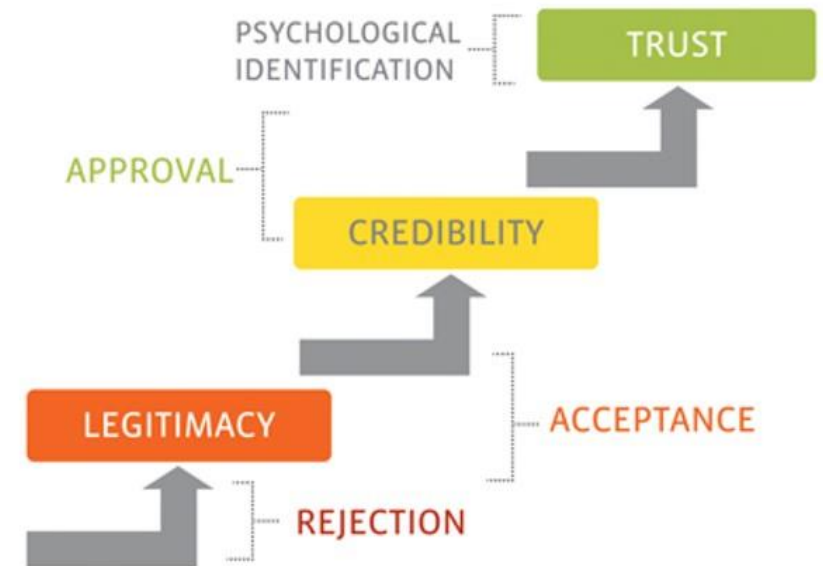 PSYCHOLOGICAL
IDENTIFICATION
TRUST
APPROVAL
CREDIBILITY
LEGITIMACY
ACCEPTANCE
REJECTION